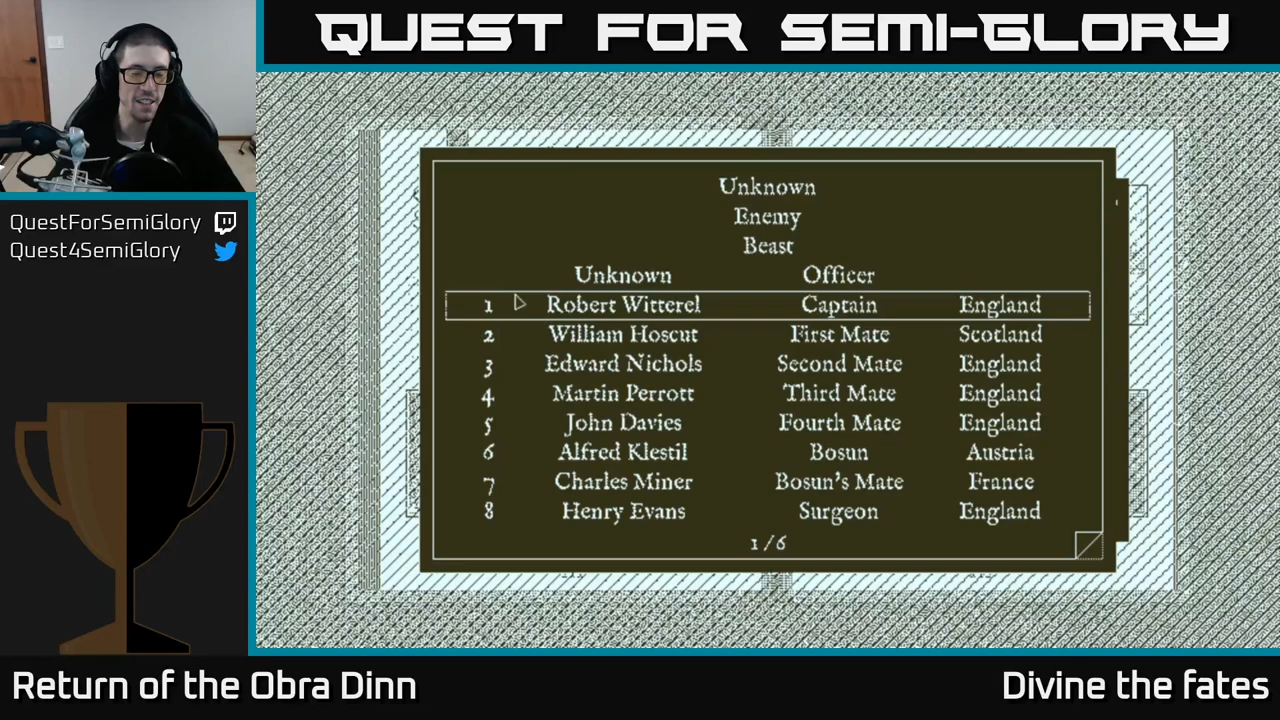 QUEST FOR SEMI-GLORY
QuestForSemiGlory
Quest4SemiGlory
Unknown
Enemy
Beast
Unknown Officer
1 Robert Witterel Captain England
2 William Hoscut First Mate Scotland
3 Edward Nichols Second Mate England
4 Martin Perrott Third Mate England
5 John Davies Fourth Mate England
6 Alfred Klestil Bosun Austria
7 Charles Miner Bosun's Mate France
8 Henry Evans Surgeon England
1/6
Return of the Obra Dinn
Divine the fates